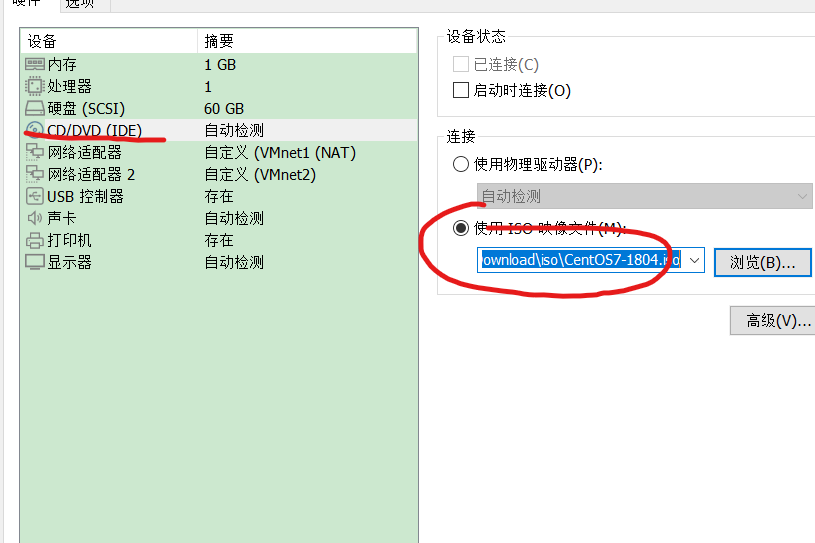 硬件 选项
设备 摘要
内存 1 GB
处理器 1
硬盘 (SCSI) 60 GB
CD/DVD (IDE) 自动检测
网络适配器 自定义 (VMnet1 (NAT)
网络适配器 2 自定义 (VMnet2)
USB 控制器 存在
声卡 自动检测
打印机 存在
显示器 自动检测
设备状态
已连接(C)
启动时连接(O)
连接
使用物理驱动器(P):
自动检测
使用 ISO 映像文件(M):
ownload\iso\CentOS7-1804.iso
浏览(B)...
高级(V)...